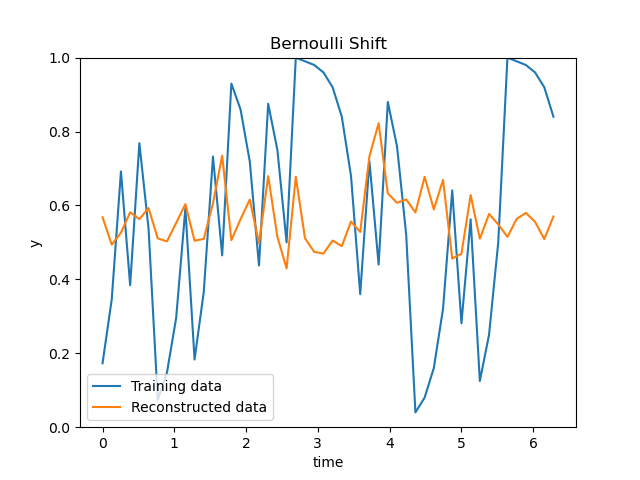 Bernoulli Shift
1.0
0.8
0.6
0.4
0.2
0.0
y
Training data
Reconstructed data
0 1 2 3 4 5 6
time